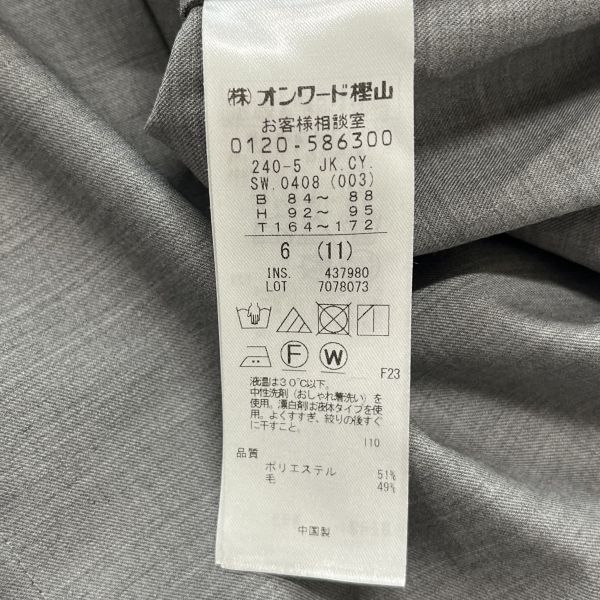 (株)オンワード樫山
お客様相談室
0120-586300
240-5 JK.CY.
SW.0408 (003)
B 84〜 88
H 92〜 95
T 164〜172
6 (11)
INS. 437980
LOT 7078073
F W
F23
液温は30℃以下。
中性洗剤(おしゃれ着洗い)を
使用。漂白剤は液体タイプを使
用。よくすすぎ、絞りの後すぐ
に干すこと。
110
品質
ポリエステル 51%
毛 49%
中国製